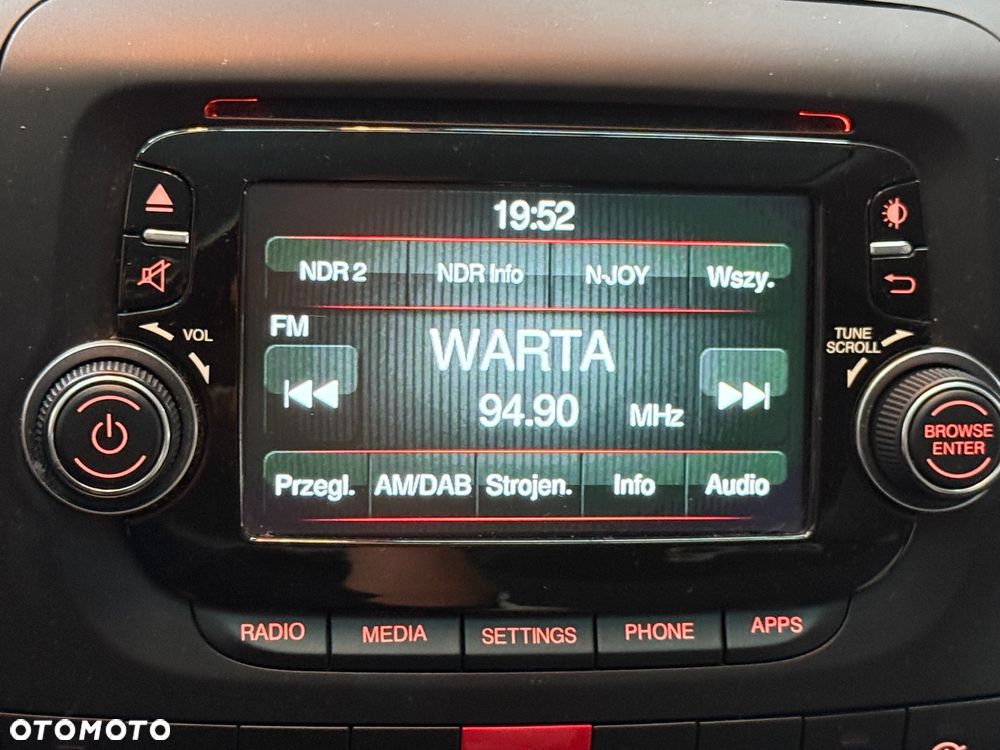 19:52
NDR 2 NDR Info N-JOY Wszy.
FM
WARTA
94.90 MHz
Przegl. AM/DAB Strojen. Info Audio
VOL
TUNE
SCROLL
BROWSE
ENTER
RADIO MEDIA SETTINGS PHONE APPS
OTOMOTO